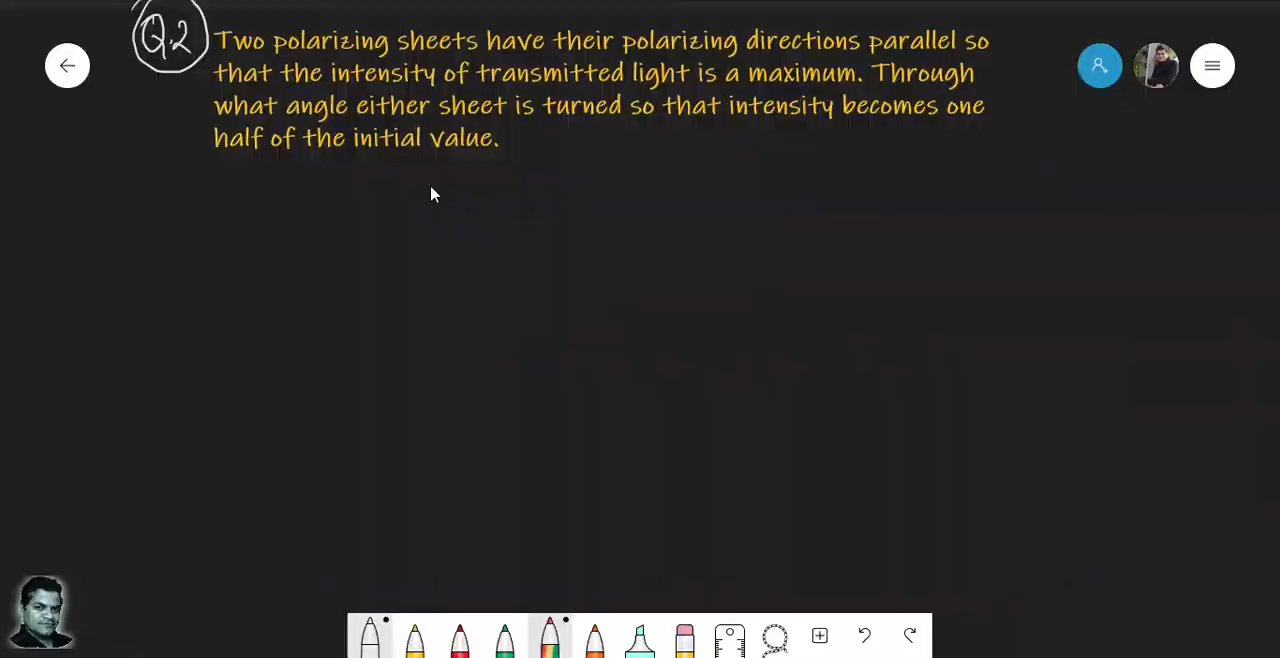 Q.2
Two polarizing sheets have their polarizing directions parallel so
that the intensity of transmitted light is a maximum. Through
what angle either sheet is turned so that intensity becomes one
half of the initial value.